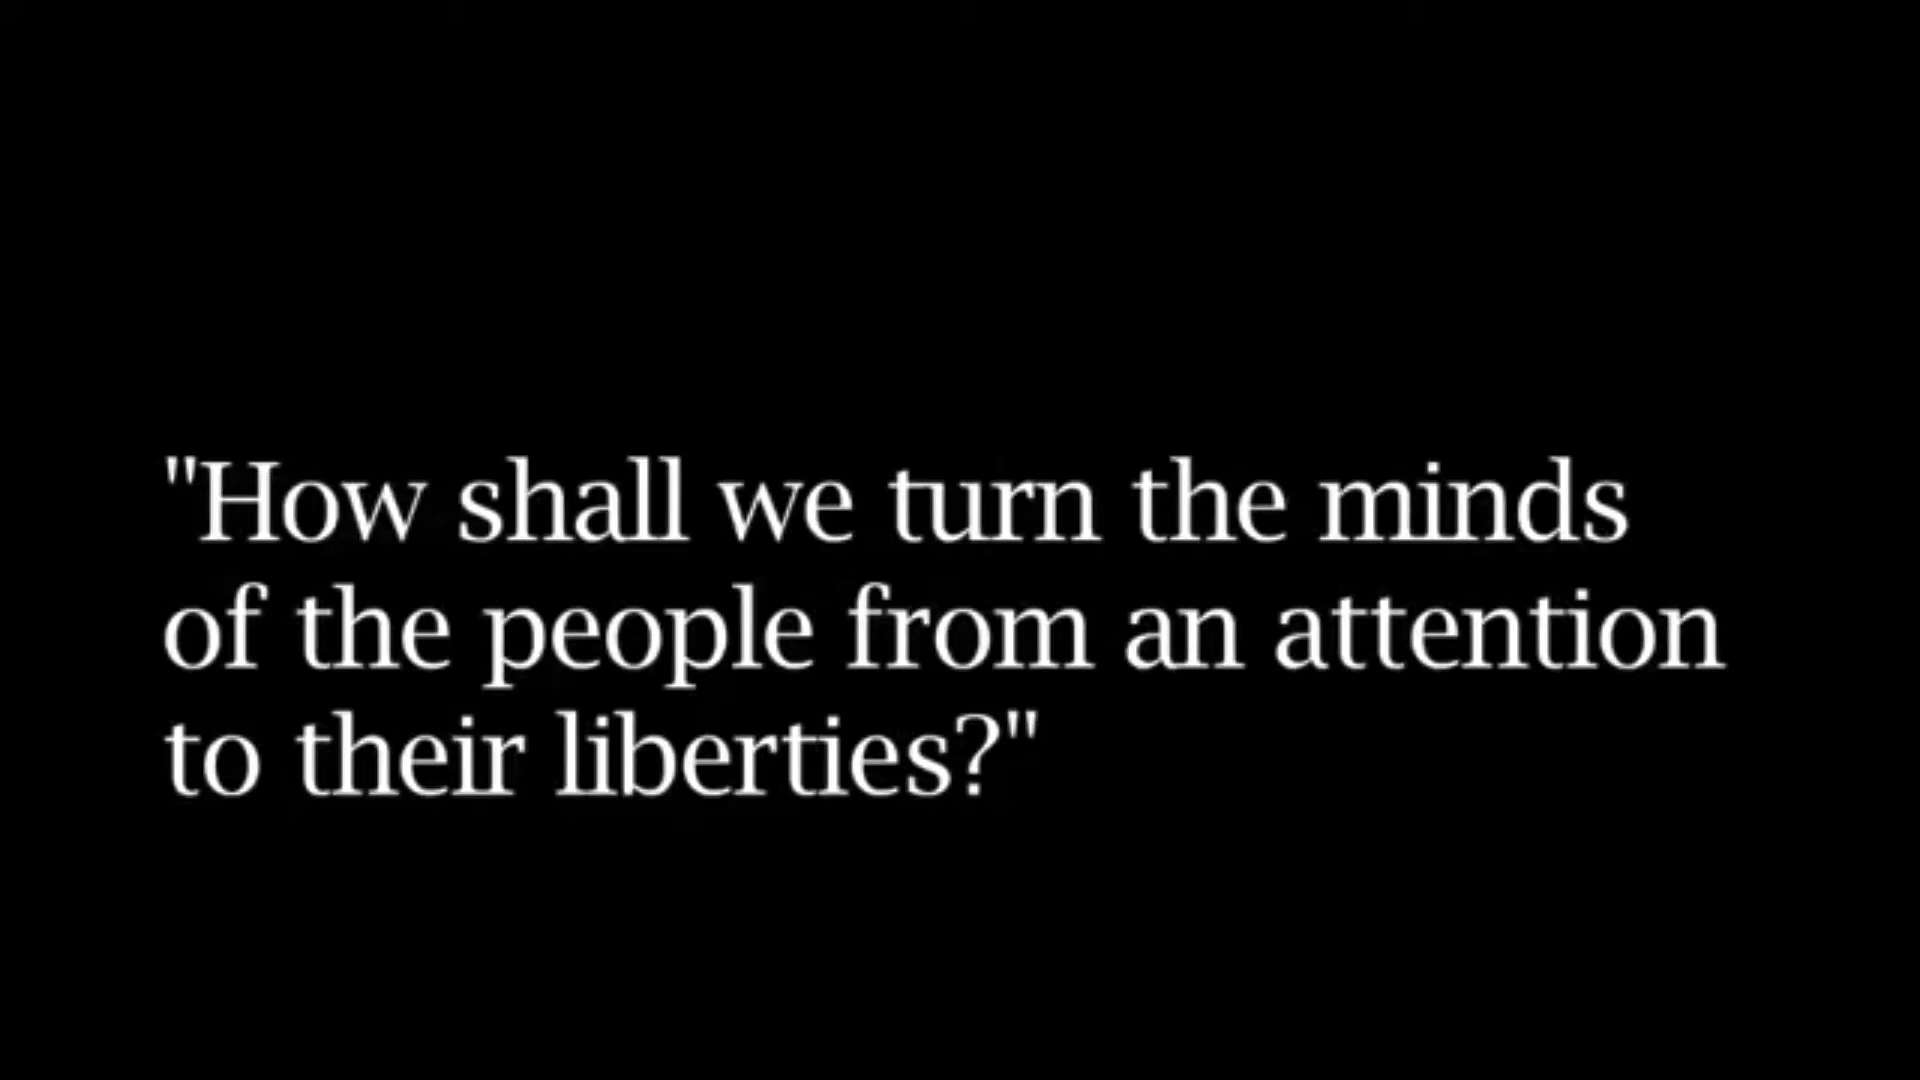 "How shall we turn the minds
of the people from an attention
to their liberties?"